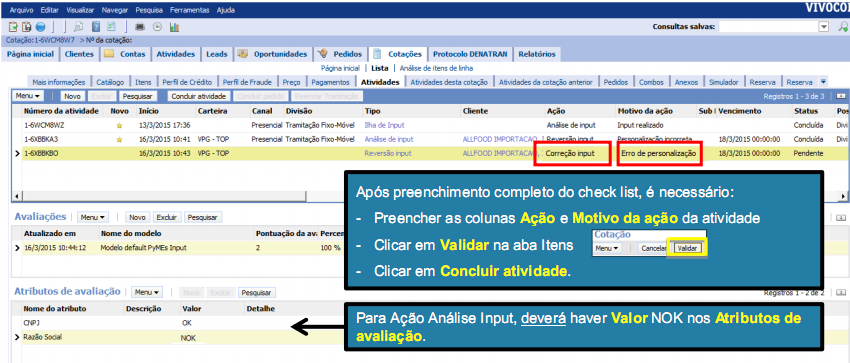 Arquivo Editar Visualizar Navegar Pesquisa Ferramentas Ajuda
VIVOCO
Consultas salvas:
Cotação:1-6WCM8W7 > Nº da cotação:
Página inicial Clientes Contas Atividades Leads Oportunidades Pedidos Cotações Protocolo DENATRAN Relatórios
Página inicial Lista Análise de itens de linha
Mais informações Catálogo Itens Perfil de Crédito Perfil de Fraude Preço Pagamentos Atividades Atividades desta cotação Atividades da cotação anterior Pedidos Combos Anexos Simulador Reserva Reserva
Menu Novo Excluir Pesquisar Concluir atividade Registros 1 - 3 de 3
Número da atividade Novo Início Carteira Canal Divisão Tipo Cliente Ação Motivo da ação Sub Vencimento Status Pos
1-6WCM8WZ 13/3/2015 17:36 Presencial Tramitação Fixo-Móvel Ilha de Input Análise de input Input realizado Concluída Divi
1-6XBBKA3 16/3/2015 10:41 VPG - TOP Presencial Tramitação Fixo-Móvel Análise de input ALLFOOD IMPORTACAO, Reversão input Personalização incorreta 18/3/2015 00:00:00 Concluída Divi
1-6XBBKBO 16/3/2015 10:43 VPG - TOP Reversão input ALLFOOD IMPORTACAO, Correção input Erro de personalização 18/3/2015 00:00:00 Pendente
Após preenchimento completo do check list, é necessário:
- Preencher as colunas Ação e Motivo da ação da atividade
- Clicar em Validar na aba Itens
Cotação
Menu Cancelar Validar
- Clicar em Concluir atividade.
Avaliações Menu Novo Excluir Pesquisar
Atualizado em Nome do modelo Pontuação da ava Percen
16/3/2015 10:44:12 Modelo default PyMEs Input 2 100 %
Atributos de avaliação Menu Novo Excluir Pesquisar Registros 1 - 2 de 2
Nome do atributo Descrição Valor Detalhe
CNPJ OK
Razão Social NOK
Para Ação Análise Input, deverá haver Valor NOK nos Atributos de
avaliação.